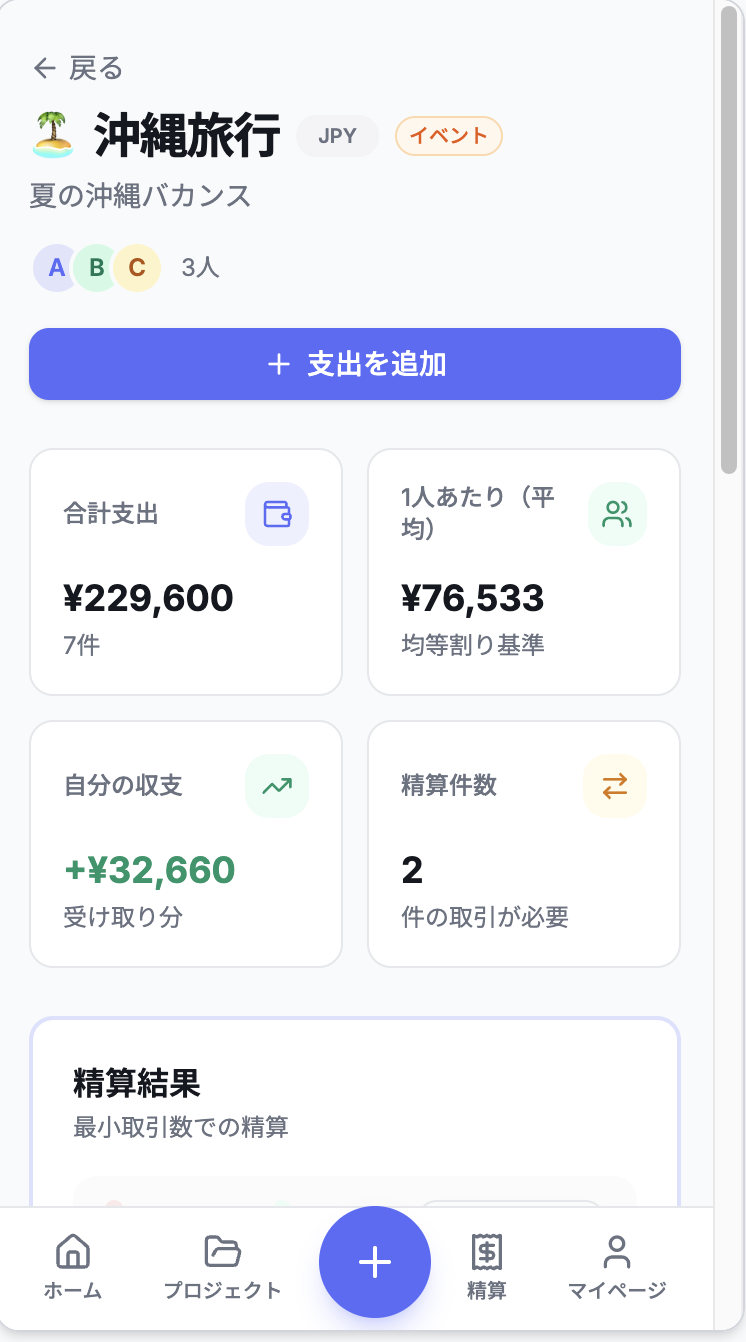 ← 戻る
🏝️ 沖縄旅行 JPY イベント
夏の沖縄バカンス
A B C 3人
+ 支出を追加
合計支出
¥229,600
7件
1人あたり（平
均）
¥76,533
均等割り基準
自分の収支
+¥32,660
受け取り分
精算件数
2
件の取引が必要
精算結果
最小取引数での精算
ホーム
プロジェクト
+
精算
マイページ